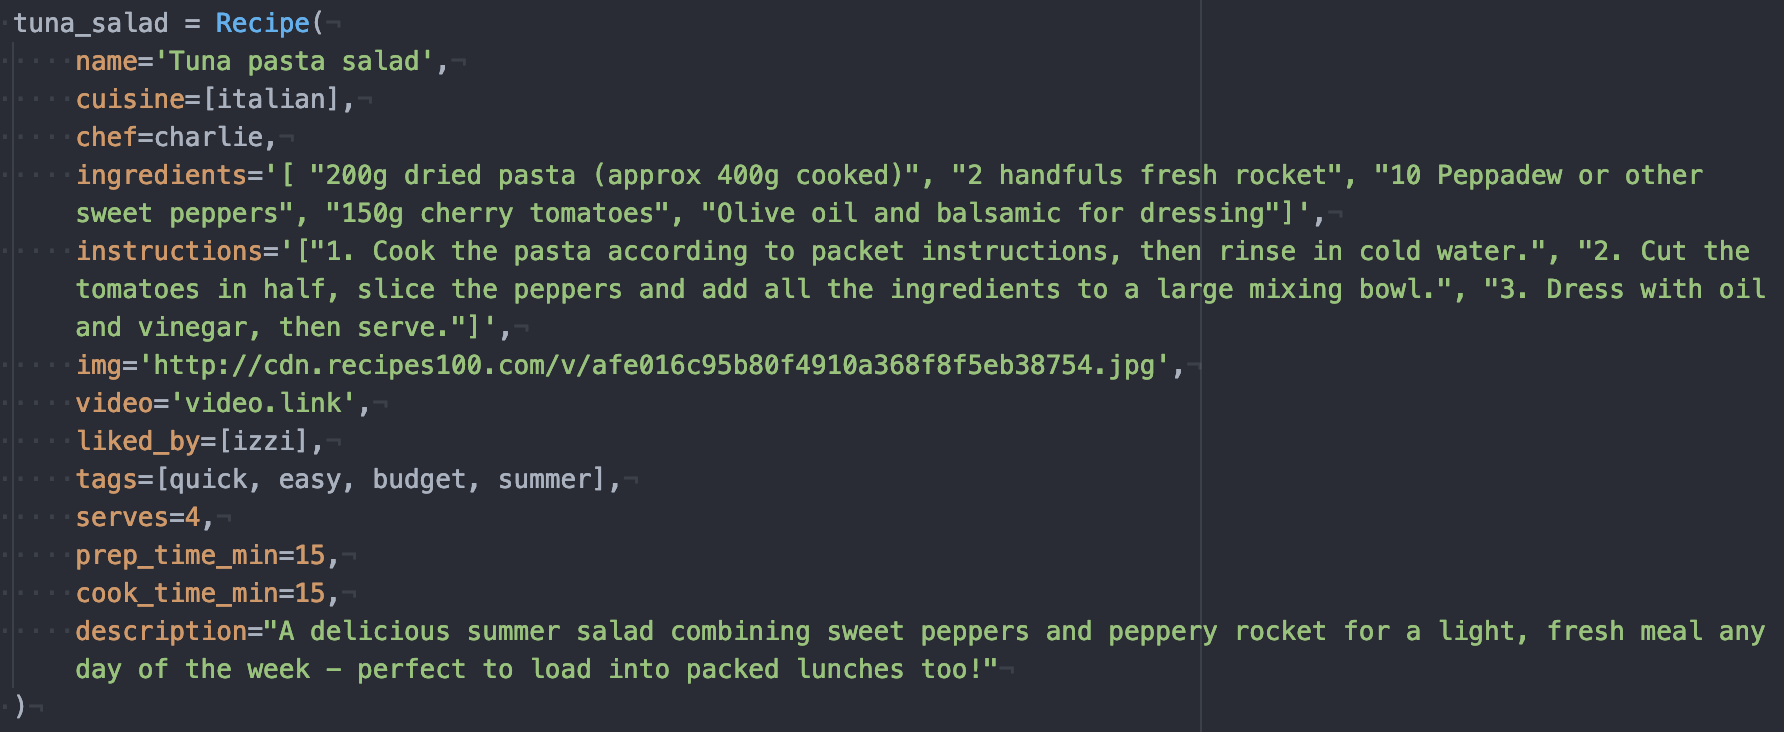 tuna_salad = Recipe(
name='Tuna pasta salad',
cuisine=[italian],
chef=charlie,
ingredients='[ "200g dried pasta (approx 400g cooked)", "2 handfuls fresh rocket", "10 Peppadew or other
sweet peppers", "150g cherry tomatoes", "Olive oil and balsamic for dressing"]',
instructions='["1. Cook the pasta according to packet instructions, then rinse in cold water.", "2. Cut the
tomatoes in half, slice the peppers and add all the ingredients to a large mixing bowl.", "3. Dress with oil
and vinegar, then serve."]',
img='http://cdn.recipes100.com/v/afe016c95b80f4910a368f8f5eb38754.jpg',
video='video.link',
liked_by=[izzi],
tags=[quick, easy, budget, summer],
serves=4,
prep_time_min=15,
cook_time_min=15,
description="A delicious summer salad combining sweet peppers and peppery rocket for a light, fresh meal any
day of the week – perfect to load into packed lunches too!"
)